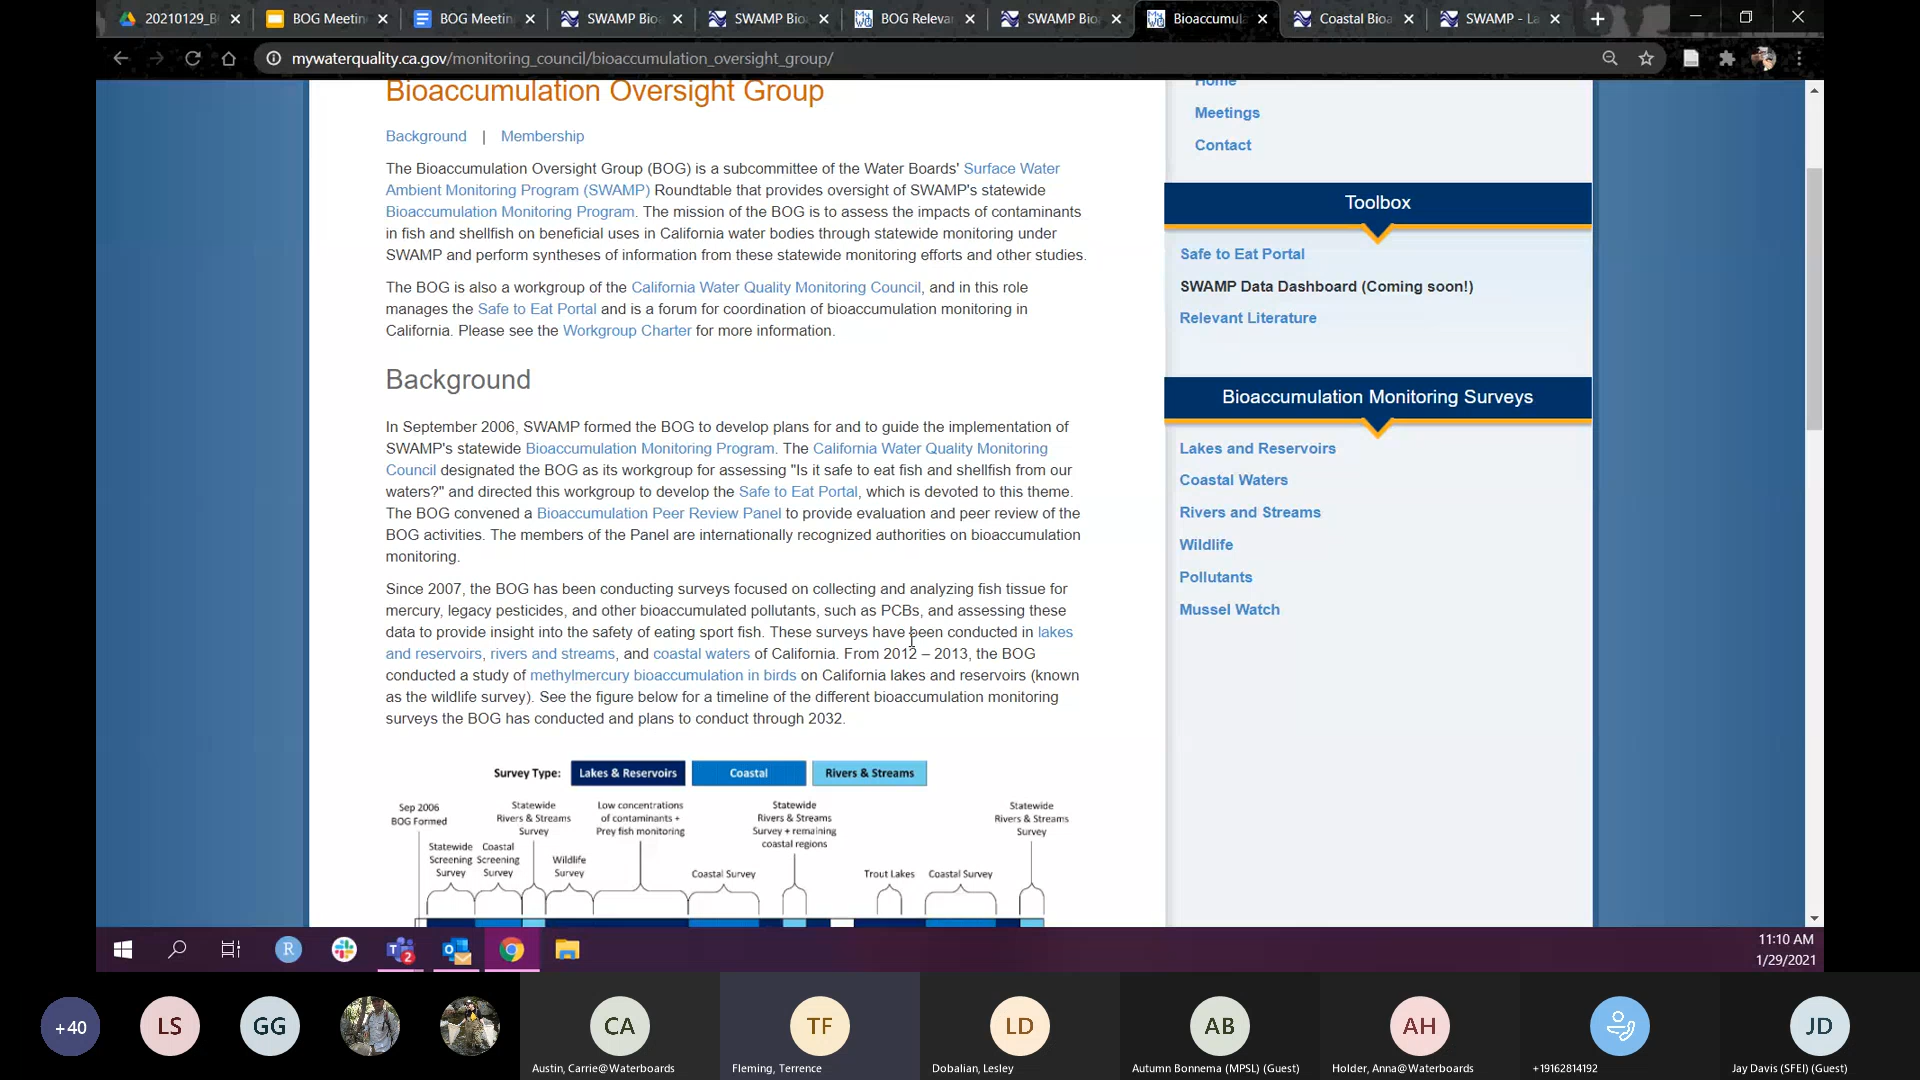 20210129_B
BOG Meetin
BOG Meetin
SWAMP Bio
SWAMP Bio
BOG Releva
SWAMP Bio
Bioaccumul
Coastal Bioa
SWAMP - La
mywaterquality.ca.gov/monitoring_council/bioaccumulation_oversight_group/
Bioaccumulation Oversight Group
Background | Membership
The Bioaccumulation Oversight Group (BOG) is a subcommittee of the Water Boards' Surface Water
Ambient Monitoring Program (SWAMP) Roundtable that provides oversight of SWAMP's statewide
Bioaccumulation Monitoring Program. The mission of the BOG is to assess the impacts of contaminants
in fish and shellfish on beneficial uses in California water bodies through statewide monitoring under
SWAMP and perform syntheses of information from these statewide monitoring efforts and other studies.
The BOG is also a workgroup of the California Water Quality Monitoring Council, and in this role
manages the Safe to Eat Portal and is a forum for coordination of bioaccumulation monitoring in
California. Please see the Workgroup Charter for more information.
Background
In September 2006, SWAMP formed the BOG to develop plans for and to guide the implementation of
SWAMP's statewide Bioaccumulation Monitoring Program. The California Water Quality Monitoring
Council designated the BOG as its workgroup for assessing "Is it safe to eat fish and shellfish from our
waters?" and directed this workgroup to develop the Safe to Eat Portal, which is devoted to this theme.
The BOG convened a Bioaccumulation Peer Review Panel to provide evaluation and peer review of the
BOG activities. The members of the Panel are internationally recognized authorities on bioaccumulation
monitoring.
Since 2007, the BOG has been conducting surveys focused on collecting and analyzing fish tissue for
mercury, legacy pesticides, and other bioaccumulated pollutants, such as PCBs, and assessing these
data to provide insight into the safety of eating sport fish. These surveys have been conducted in lakes
and reservoirs, rivers and streams, and coastal waters of California. From 2012 – 2013, the BOG
conducted a study of methylmercury bioaccumulation in birds on California lakes and reservoirs (known
as the wildlife survey). See the figure below for a timeline of the different bioaccumulation monitoring
surveys the BOG has conducted and plans to conduct through 2032.
Survey Type: Lakes & Reservoirs Coastal Rivers & Streams
Sep 2006
BOG Formed
Statewide
Screening
Survey
Coastal
Screening
Survey
Statewide
Rivers & Streams
Survey
Wildlife
Survey
Low concentrations
of contaminants +
Prey fish monitoring
Coastal Survey
Statewide
Rivers & Streams
Survey + remaining
coastal regions
Trout Lakes
Coastal Survey
Statewide
Rivers & Streams
Survey
Home
Meetings
Contact
Toolbox
Safe to Eat Portal
SWAMP Data Dashboard (Coming soon!)
Relevant Literature
Bioaccumulation Monitoring Surveys
Lakes and Reservoirs
Coastal Waters
Rivers and Streams
Wildlife
Pollutants
Mussel Watch
11:10 AM
1/29/2021
+40
LS
GG
CA
Austin, Carrie@Waterboards
TF
Fleming, Terrence
LD
Dobalian, Lesley
AB
Autumn Bonnema (MPSL) (Guest)
AH
Holder, Anna@Waterboards
+19162814192
JD
Jay Davis (SFEI) (Guest)